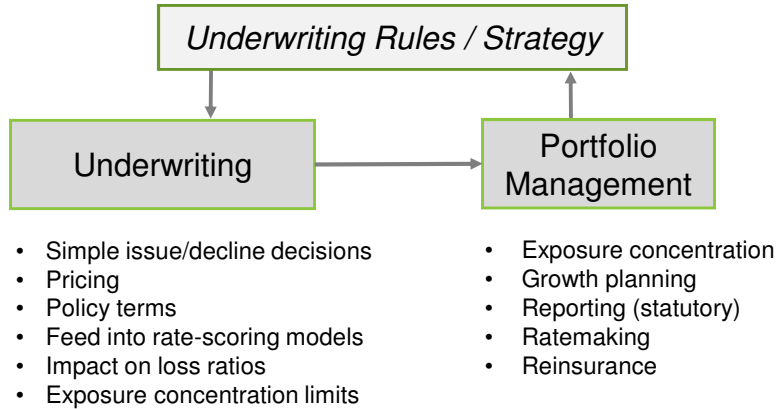 Underwriting Rules / Strategy
Underwriting
Portfolio
Management
• Simple issue/decline decisions
• Pricing
• Policy terms
• Feed into rate-scoring models
• Impact on loss ratios
• Exposure concentration limits
• Exposure concentration
• Growth planning
• Reporting (statutory)
• Ratemaking
• Reinsurance